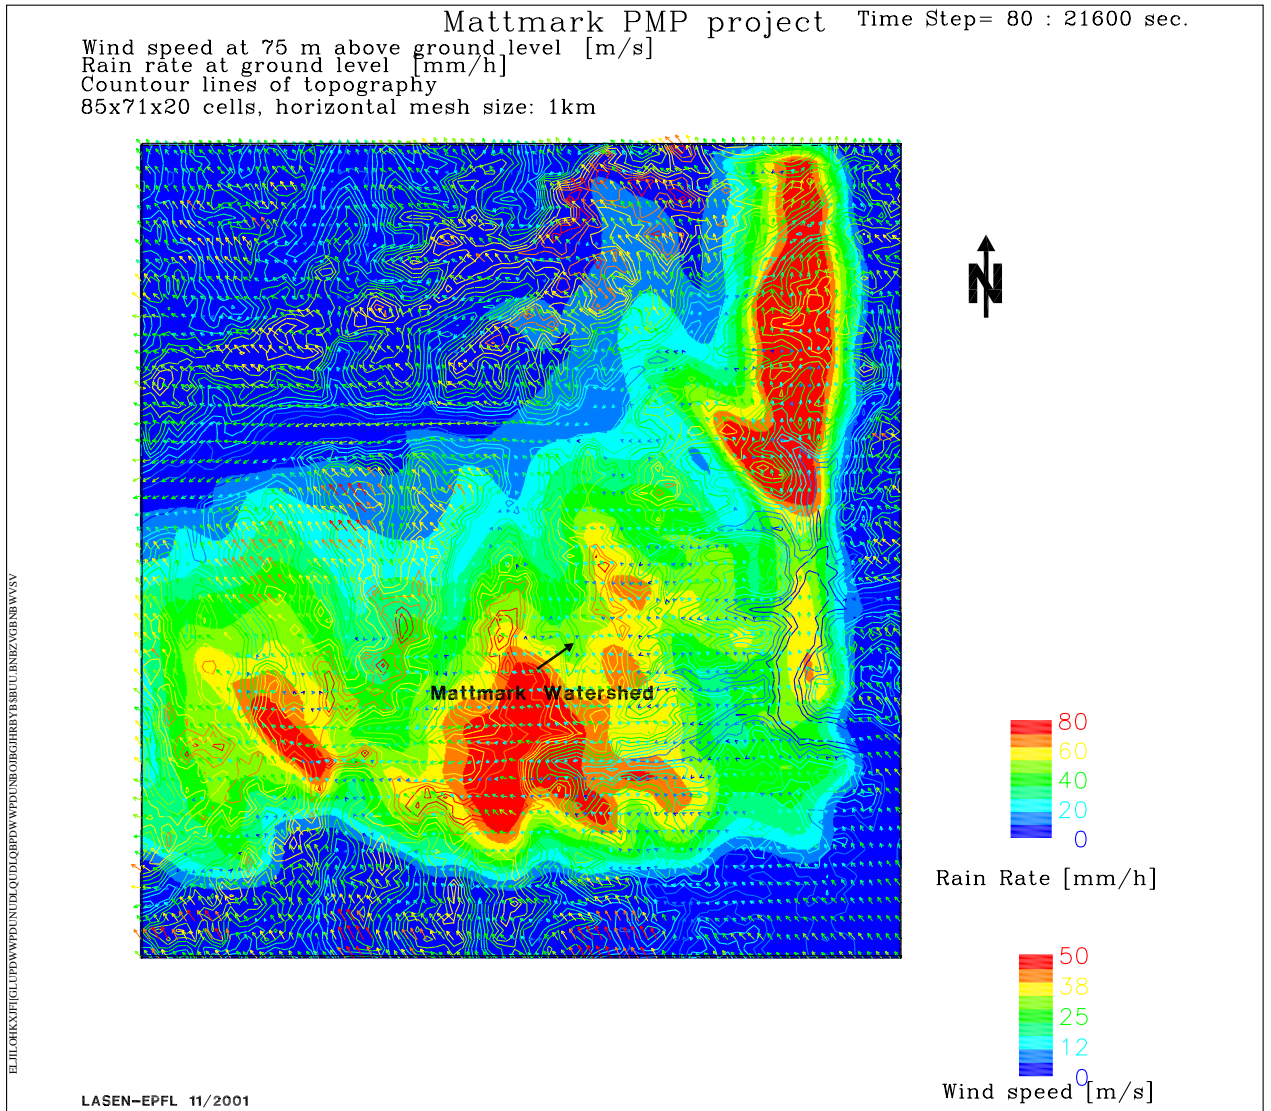 Mattmark PMP project
Time Step= 80 : 21600 sec.
Wind speed at 75 m above ground level [m/s]
Rain rate at ground level [mm/h]
Countour lines of topography
85x71x20 cells, horizontal mesh size: 1km
N
Mattmark Watershed
80
60
40
20
0
Rain Rate [mm/h]
50
38
25
12
0
Wind speed [m/s]
LASEN-EPFL 11/2001